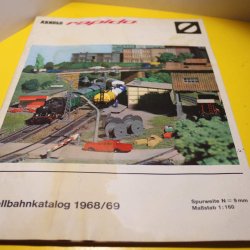 ARNOLD rapido
llbahnkatalog 1968/69
Spurweite N = 9 mm
Maßstab 1:160